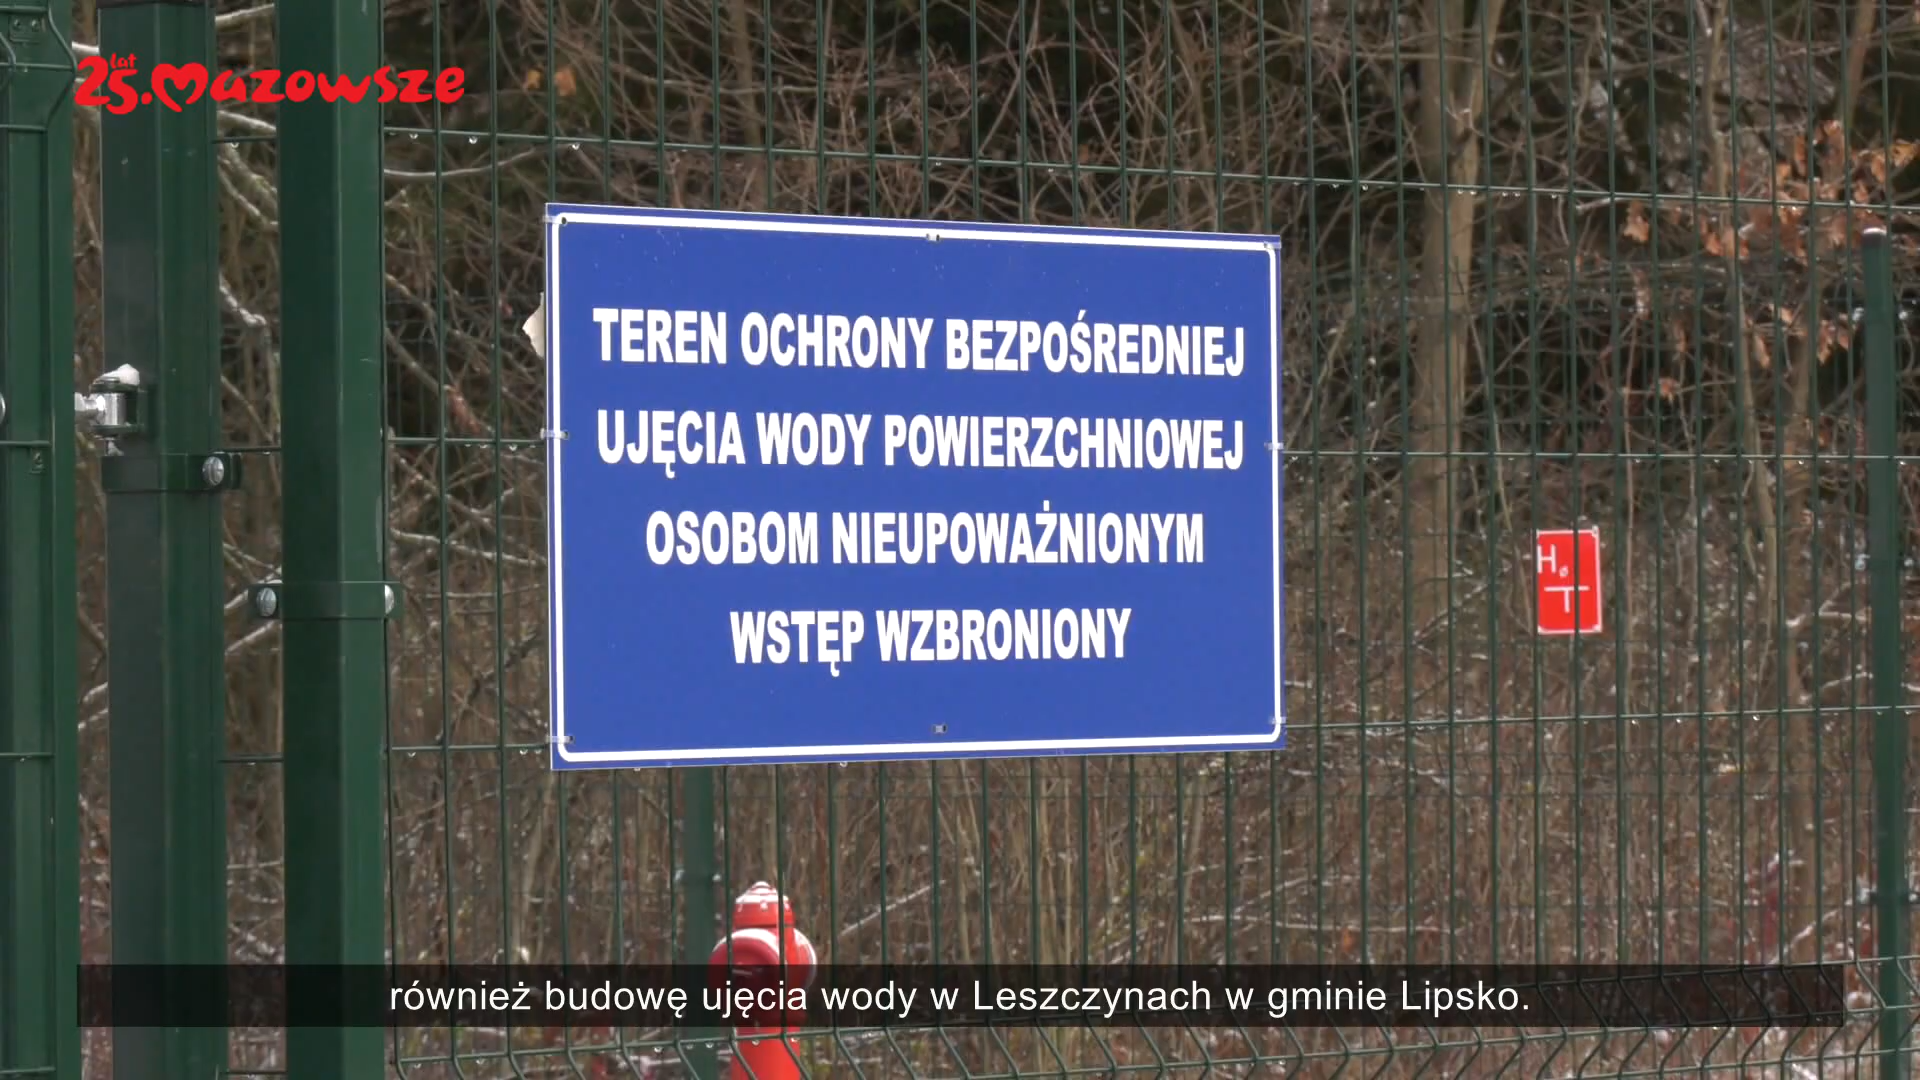 25 lat.Mazowsze
TEREN OCHRONY BEZPOŚREDNIEJ
UJĘCIA WODY POWIERZCHNIOWEJ
OSOBOM NIEUPOWAŻNIONYM
WSTĘP WZBRONIONY
H
również budowę ujęcia wody w Leszczynach w gminie Lipsko.